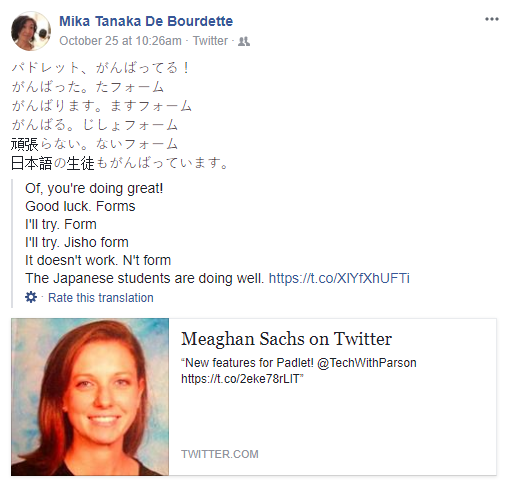 Mika Tanaka De Bourdette
October 25 at 10:26am · Twitter ·
パドレット、がんばってる！
がんばった。たフォーム
がんばります。ますフォーム
がんばる。じしょフォーム
頑張らない。ないフォーム
日本語の生徒もがんばっています。
Of, you're doing great!
Good luck. Forms
I'll try. Form
I'll try. Jisho form
It doesn't work. N't form
The Japanese students are doing well. https://t.co/XlYfXhUFTi
· Rate this translation
Meaghan Sachs on Twitter
“New features for Padlet! @TechWithParson
https://t.co/2eke78rLlT”
TWITTER.COM